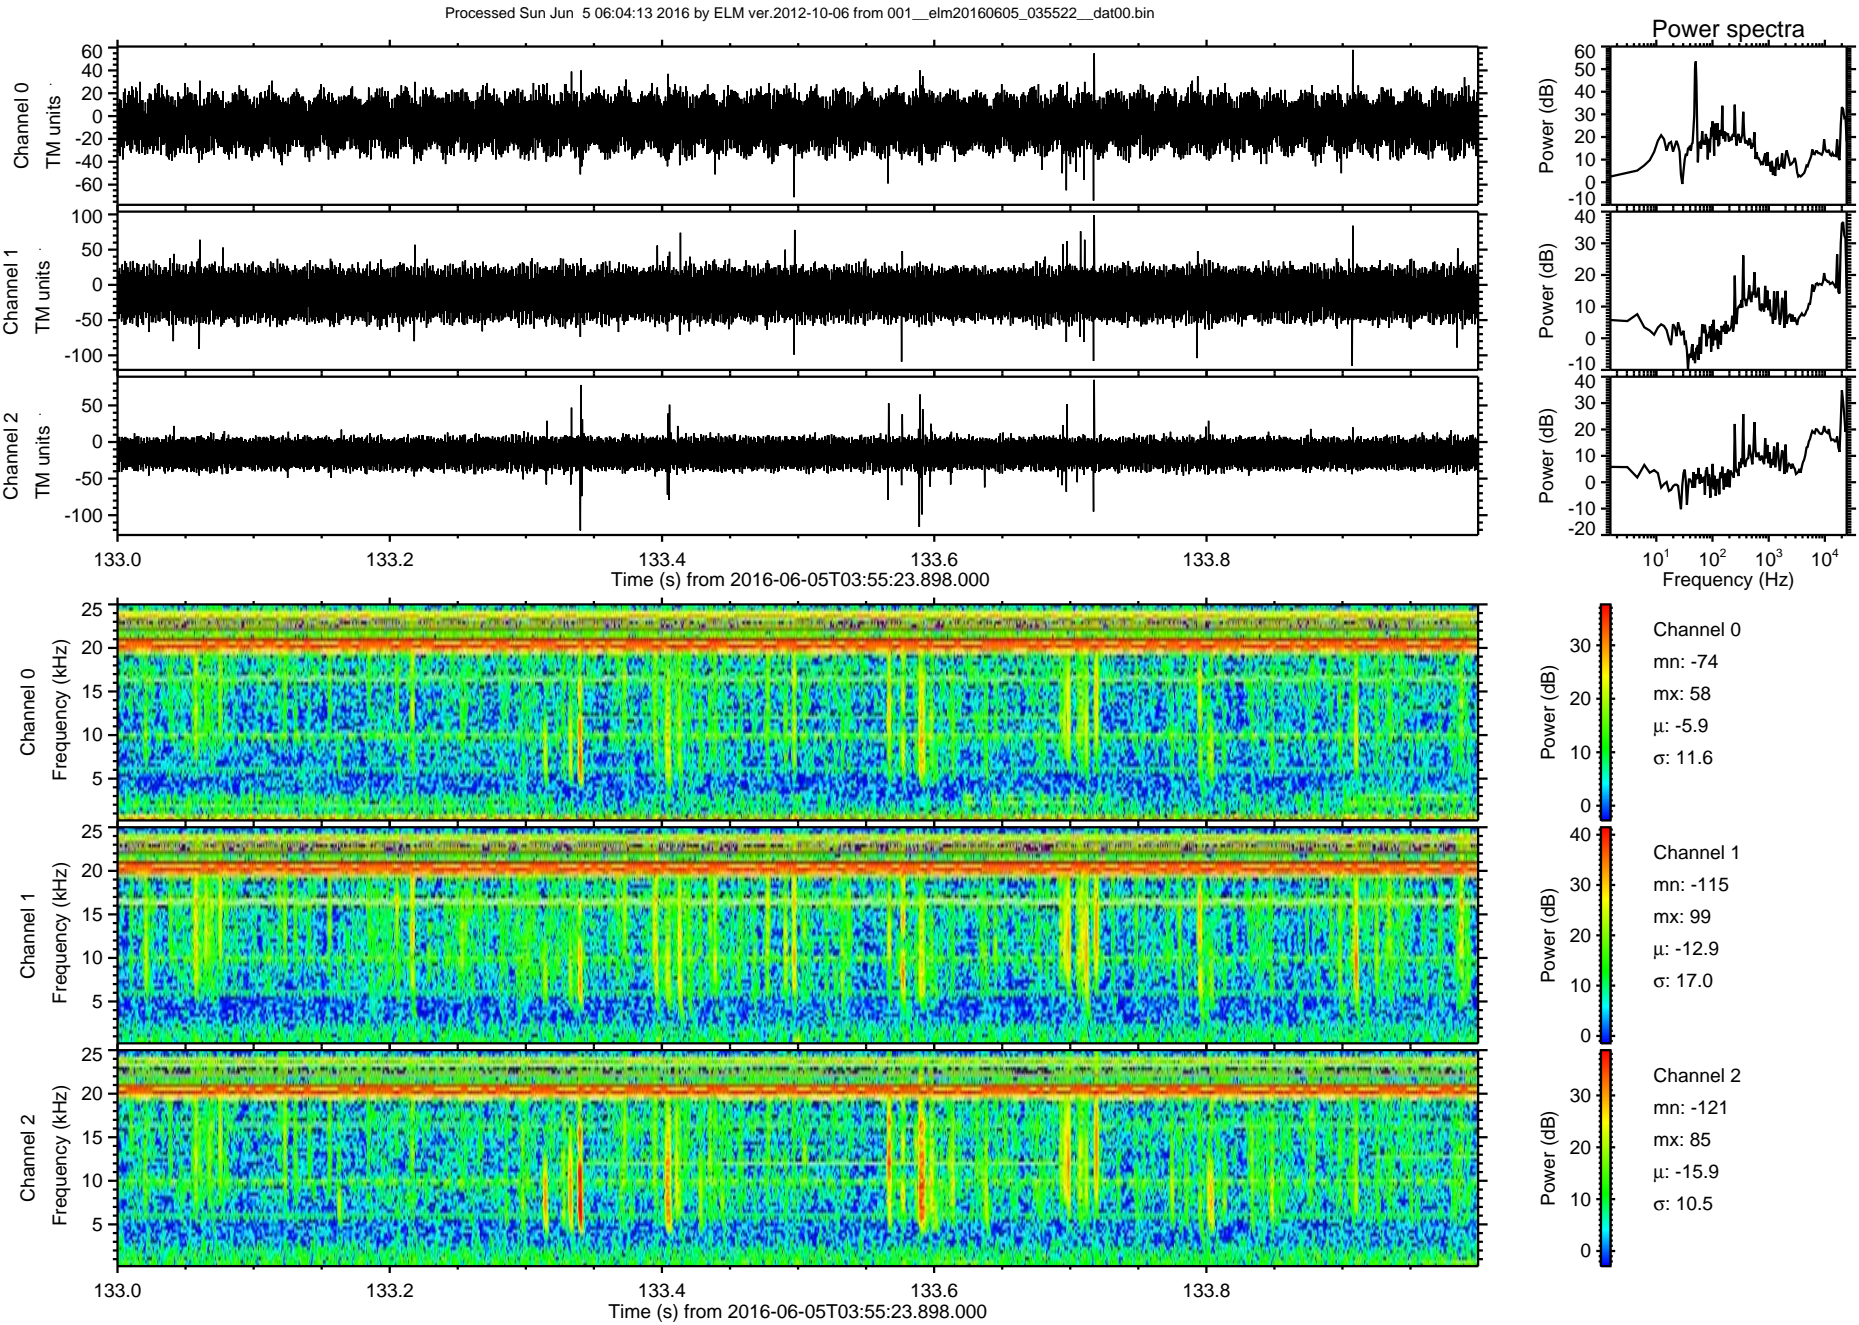 Processed Sun Jun  5 06:04:13 2016 by ELM ver.2012-10-06 from 001__elm20160605_035522__dat00.bin
Power spectra
Channel 0
TM units
60
40
20
0
-20
-40
-60
Power (dB)
60
50
40
30
20
10
0
-10
Channel 1
TM units
100
50
0
-50
-100
Power (dB)
40
30
20
10
0
-10
Channel 2
TM units
50
0
-50
-100
Power (dB)
40
30
20
10
0
-10
-20
133.0 133.2 133.4 133.6 133.8
Time (s) from 2016-06-05T03:55:23.898.000
10^1 10^2 10^3 10^4
Frequency (Hz)
Channel 0
Frequency (kHz)
25
20
15
10
5
Power (dB)
30
20
10
0
Channel 0
mn: -74
mx: 58
μ: -5.9
σ: 11.6
Channel 1
Frequency (kHz)
25
20
15
10
5
Power (dB)
40
30
20
10
0
Channel 1
mn: -115
mx: 99
μ: -12.9
σ: 17.0
Channel 2
Frequency (kHz)
25
20
15
10
5
Power (dB)
30
20
10
0
Channel 2
mn: -121
mx: 85
μ: -15.9
σ: 10.5
133.0 133.2 133.4 133.6 133.8
Time (s) from 2016-06-05T03:55:23.898.000